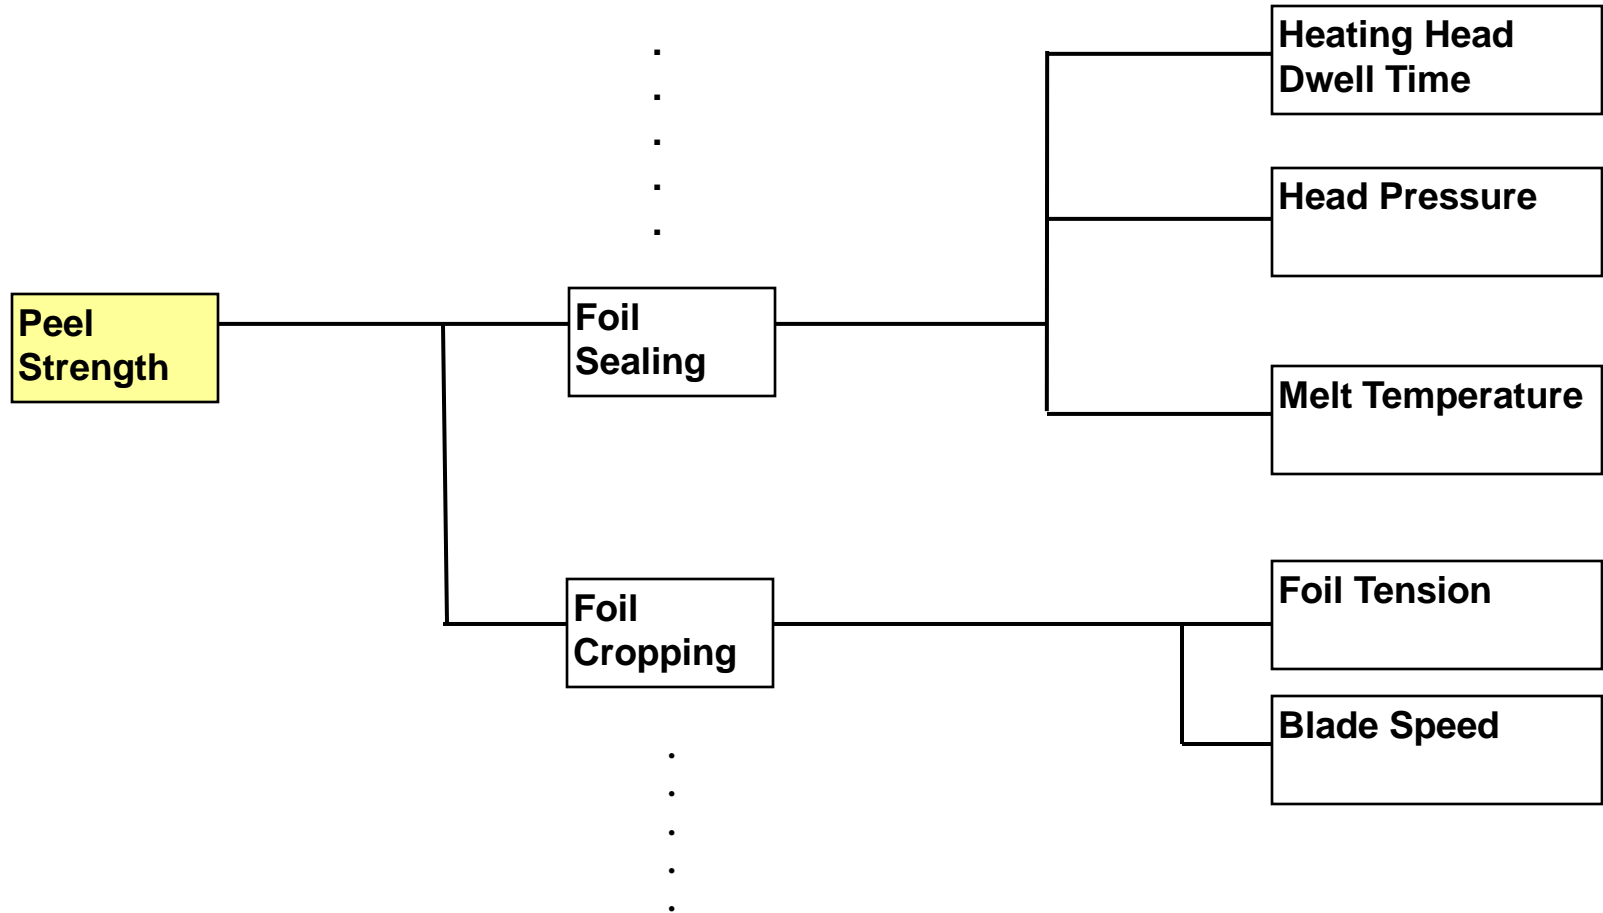 Heating Head
Dwell Time
Head Pressure
Peel
Strength
Foil
Sealing
Melt Temperature
Foil
Cropping
Foil Tension
Blade Speed